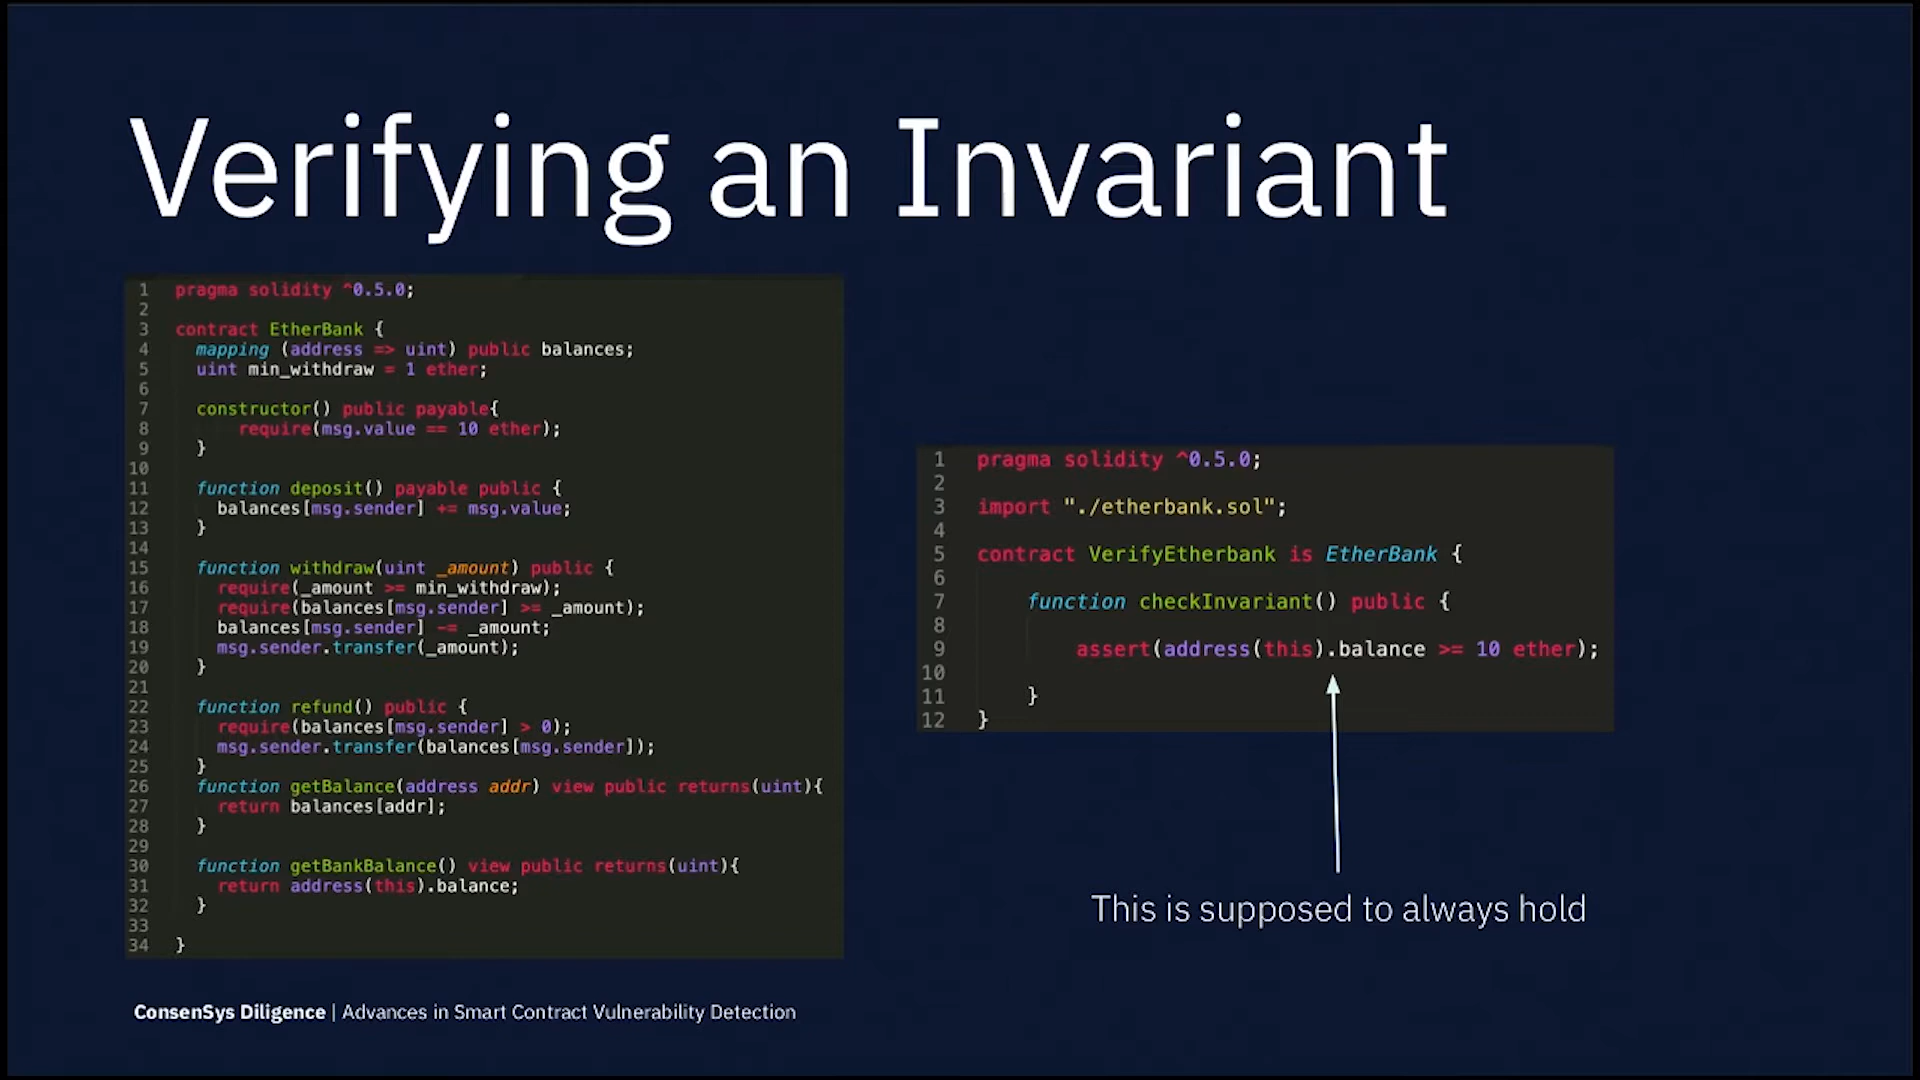 Verifying an Invariant
1 pragma solidity ^0.5.0;
2
3 contract EtherBank {
4 mapping (address => uint) public balances;
5 uint min_withdraw = 1 ether;
6
7 constructor() public payable{
8 require(msg.value == 10 ether);
9 }
10
11 function deposit() payable public {
12 balances[msg.sender] += msg.value;
13 }
14
15 function withdraw(uint _amount) public {
16 require(_amount >= min_withdraw);
17 require(balances[msg.sender] >= _amount);
18 balances[msg.sender] -= _amount;
19 msg.sender.transfer(_amount);
20 }
21
22 function refund() public {
23 require(balances[msg.sender] > 0);
24 msg.sender.transfer(balances[msg.sender]);
25 }
26 function getBalance(address addr) view public returns(uint){
27 return balances[addr];
28 }
29
30 function getBankBalance() view public returns(uint){
31 return address(this).balance;
32 }
33
34 }
1 pragma solidity ^0.5.0;
2
3 import "./etherbank.sol";
4
5 contract VerifyEtherbank is EtherBank {
6
7 function checkInvariant() public {
8
9 assert(address(this).balance >= 10 ether);
10
11 }
12 }
This is supposed to always hold
ConsenSys Diligence | Advances in Smart Contract Vulnerability Detection